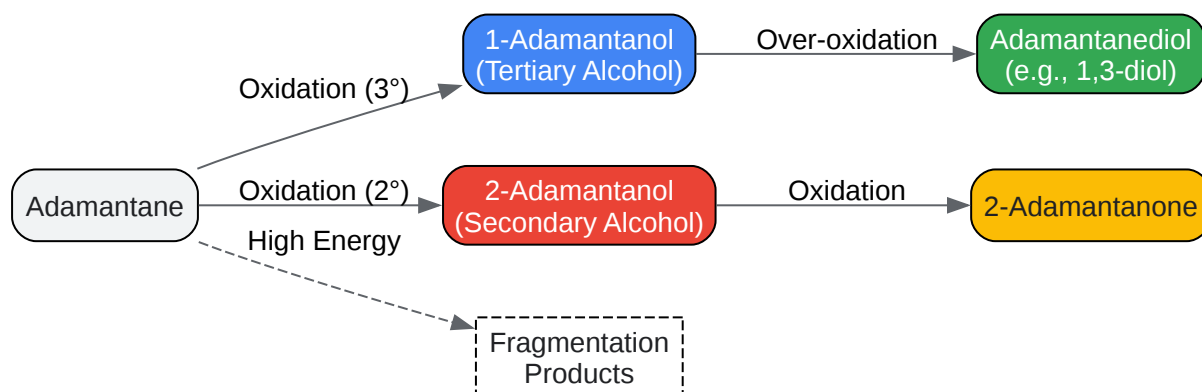 1-Adamantanol
(Tertiary Alcohol)
Over-oxidation
Adamantanediol
(e.g., 1,3-diol)
Oxidation (3°)
Adamantane
Oxidation (2°)
2-Adamantanol
(Secondary Alcohol)
Oxidation
2-Adamantanone
High Energy
Fragmentation
Products